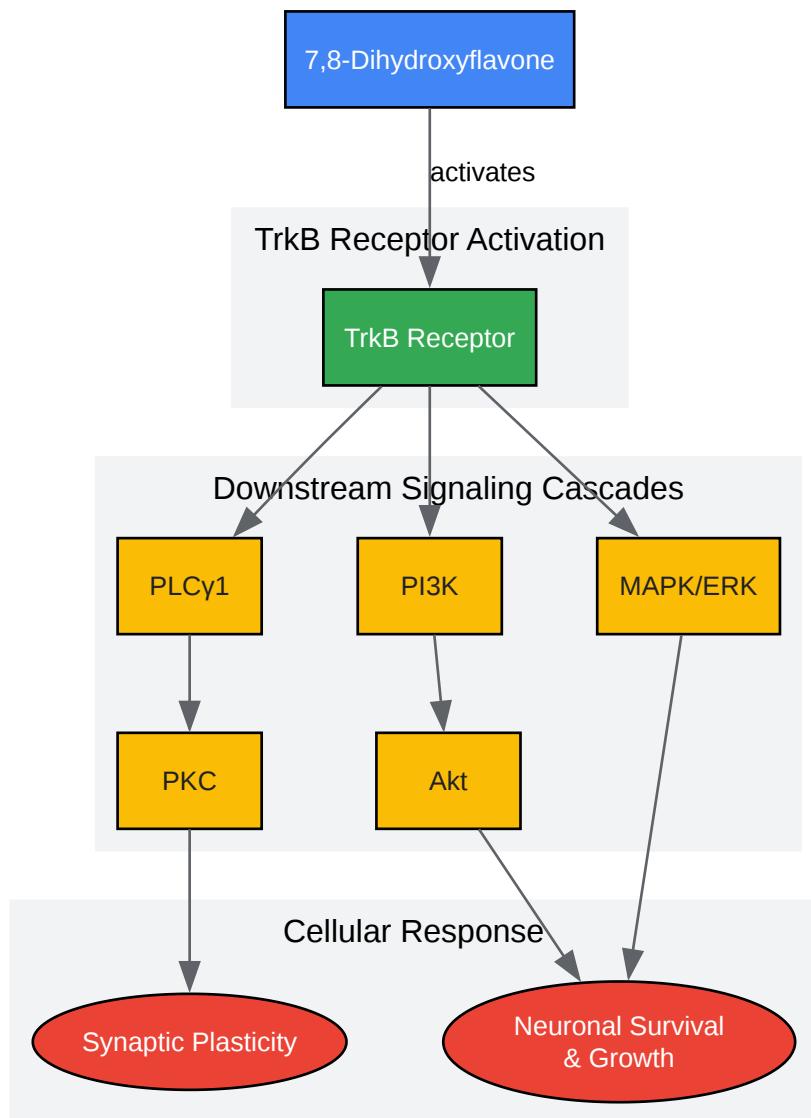 7,8-Dihydroxyflavone
activates
TrkB Receptor Activation
TrkB Receptor
Downstream Signaling Cascades
PLCγ1
PI3K
MAPK/ERK
PKC
Akt
Cellular Response
Synaptic Plasticity
Neuronal Survival
& Growth